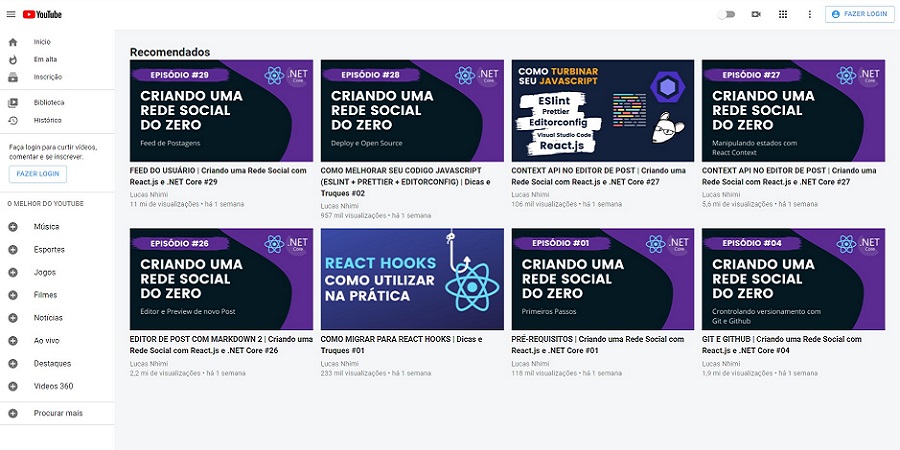 YouTube
FAZER LOGIN
Início
Em alta
Inscrição
Biblioteca
Histórico
Faça login para curtir vídeos,
comentar e se inscrever.
FAZER LOGIN
O MELHOR DO YOUTUBE
Música
Esportes
Jogos
Filmes
Notícias
Ao vivo
Destaques
Videos 360
Procurar mais
Recomendados
EPISÓDIO #29
.NET
Core
CRIANDO UMA
REDE SOCIAL
DO ZERO
Feed de Postagens
FEED DO USUÁRIO | Criando uma Rede Social com
React.js e .NET Core #29
Lucas Nhimi
11 mi de visualizações • há 1 semana
EPISÓDIO #28
.NET
Core
CRIANDO UMA
REDE SOCIAL
DO ZERO
Deploy e Open Source
COMO MELHORAR SEU CODIGO JAVASCRIPT
(ESLINT + PRETTIER + EDITORCONFIG) | Dicas e
Truques #02
Lucas Nhimi
957 mil visualizações • há 1 semana
COMO TURBINAR
SEU JAVASCRIPT
ESlint
Prettier
Editorconfig
Visual Studio Code
React.js
CONTEXT API NO EDITOR DE POST | Criando uma
Rede Social com React.js e .NET Core #27
Lucas Nhimi
106 mil visualizações • há 1 semana
EPISÓDIO #27
.NET
Core
CRIANDO UMA
REDE SOCIAL
DO ZERO
Manipulando estados com
React Context
CONTEXT API NO EDITOR DE POST | Criando uma
Rede Social com React.js e .NET Core #27
Lucas Nhimi
5,6 mi de visualizações • há 1 semana
EPISÓDIO #26
.NET
Core
CRIANDO UMA
REDE SOCIAL
DO ZERO
Editor e Preview de novo Post
EDITOR DE POST COM MARKDOWN 2 | Criando uma
Rede Social com React.js e .NET Core #26
Lucas Nhimi
2,2 mi de visualizações • há 1 semana
REACT HOOKS
COMO UTILIZAR
NA PRÁTICA
COMO MIGRAR PARA REACT HOOKS | Dicas e
Truques #01
Lucas Nhimi
233 mil visualizações • há 1 semana
EPISÓDIO #01
.NET
Core
CRIANDO UMA
REDE SOCIAL
DO ZERO
Primeiros Passos
PRÉ-REQUISITOS | Criando uma Rede Social com
React.js e .NET Core #01
Lucas Nhimi
118 mil visualizações • há 1 semana
EPISÓDIO #04
.NET
Core
CRIANDO UMA
REDE SOCIAL
DO ZERO
Crontrolando versionamento com
Git e Github
GIT E GITHUB | Criando uma Rede Social com
React.js e .NET Core #04
Lucas Nhimi
1,9 mi de visualizações • há 1 semana